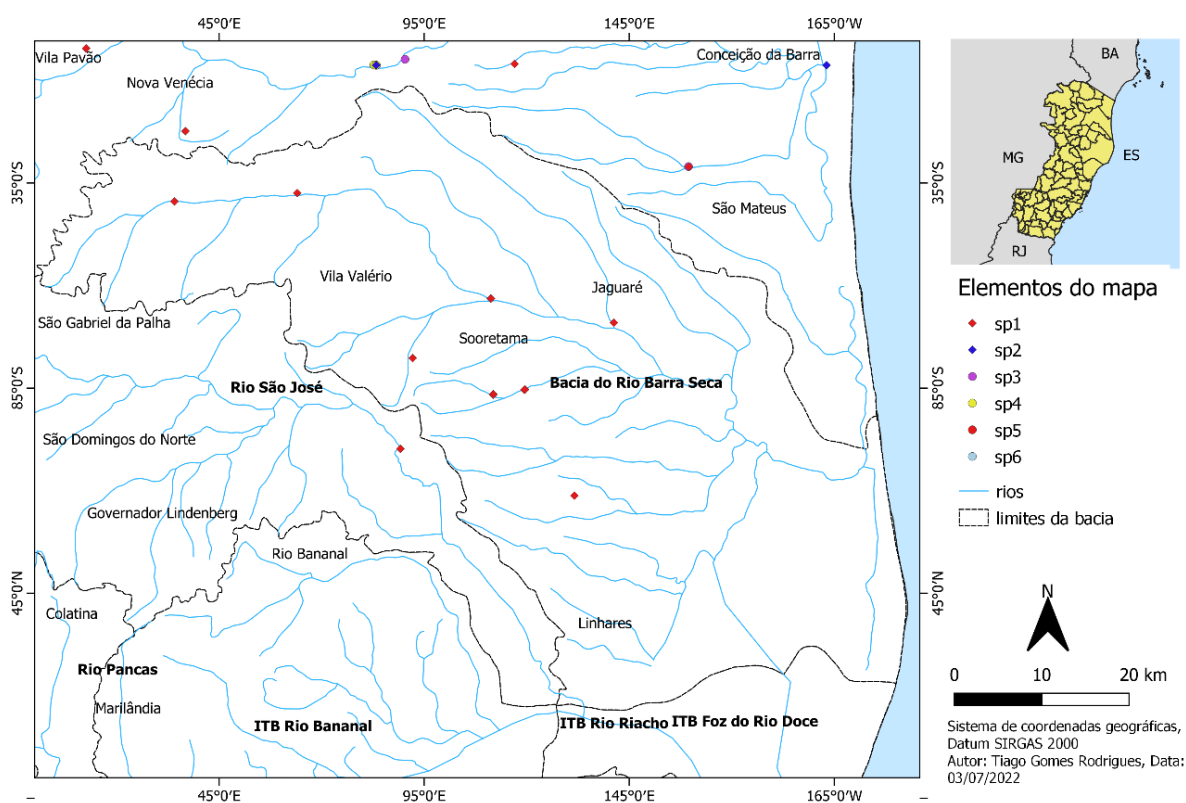 45°0'E 95°0'E 145°0'E 165°0'W
Vila Pavão
Conceição da Barra
Nova Venécia
35°0'S
35°0'S
São Mateus
Vila Valério
Jaguaré
São Gabriel da Palha
Sooretama
85°0'S
Rio São José
Bacia do Rio Barra Seca
85°0'S
São Domingos do Norte
Governador Lindenberg
Rio Bananal
45°0'N
45°0'N
Colatina
Linhares
Rio Pancas
Marilândia
ITB Rio Bananal
ITB Rio Riacho
ITB Foz do Rio Doce
45°0'E 95°0'E 145°0'E 165°0'W
BA
MG
ES
RJ
Elementos do mapa
sp1
sp2
sp3
sp4
sp5
sp6
rios
limites da bacia
N
0 10 20 km
Sistema de coordenadas geográficas,
Datum SIRGAS 2000
Autor: Tiago Gomes Rodrigues, Data:
03/07/2022